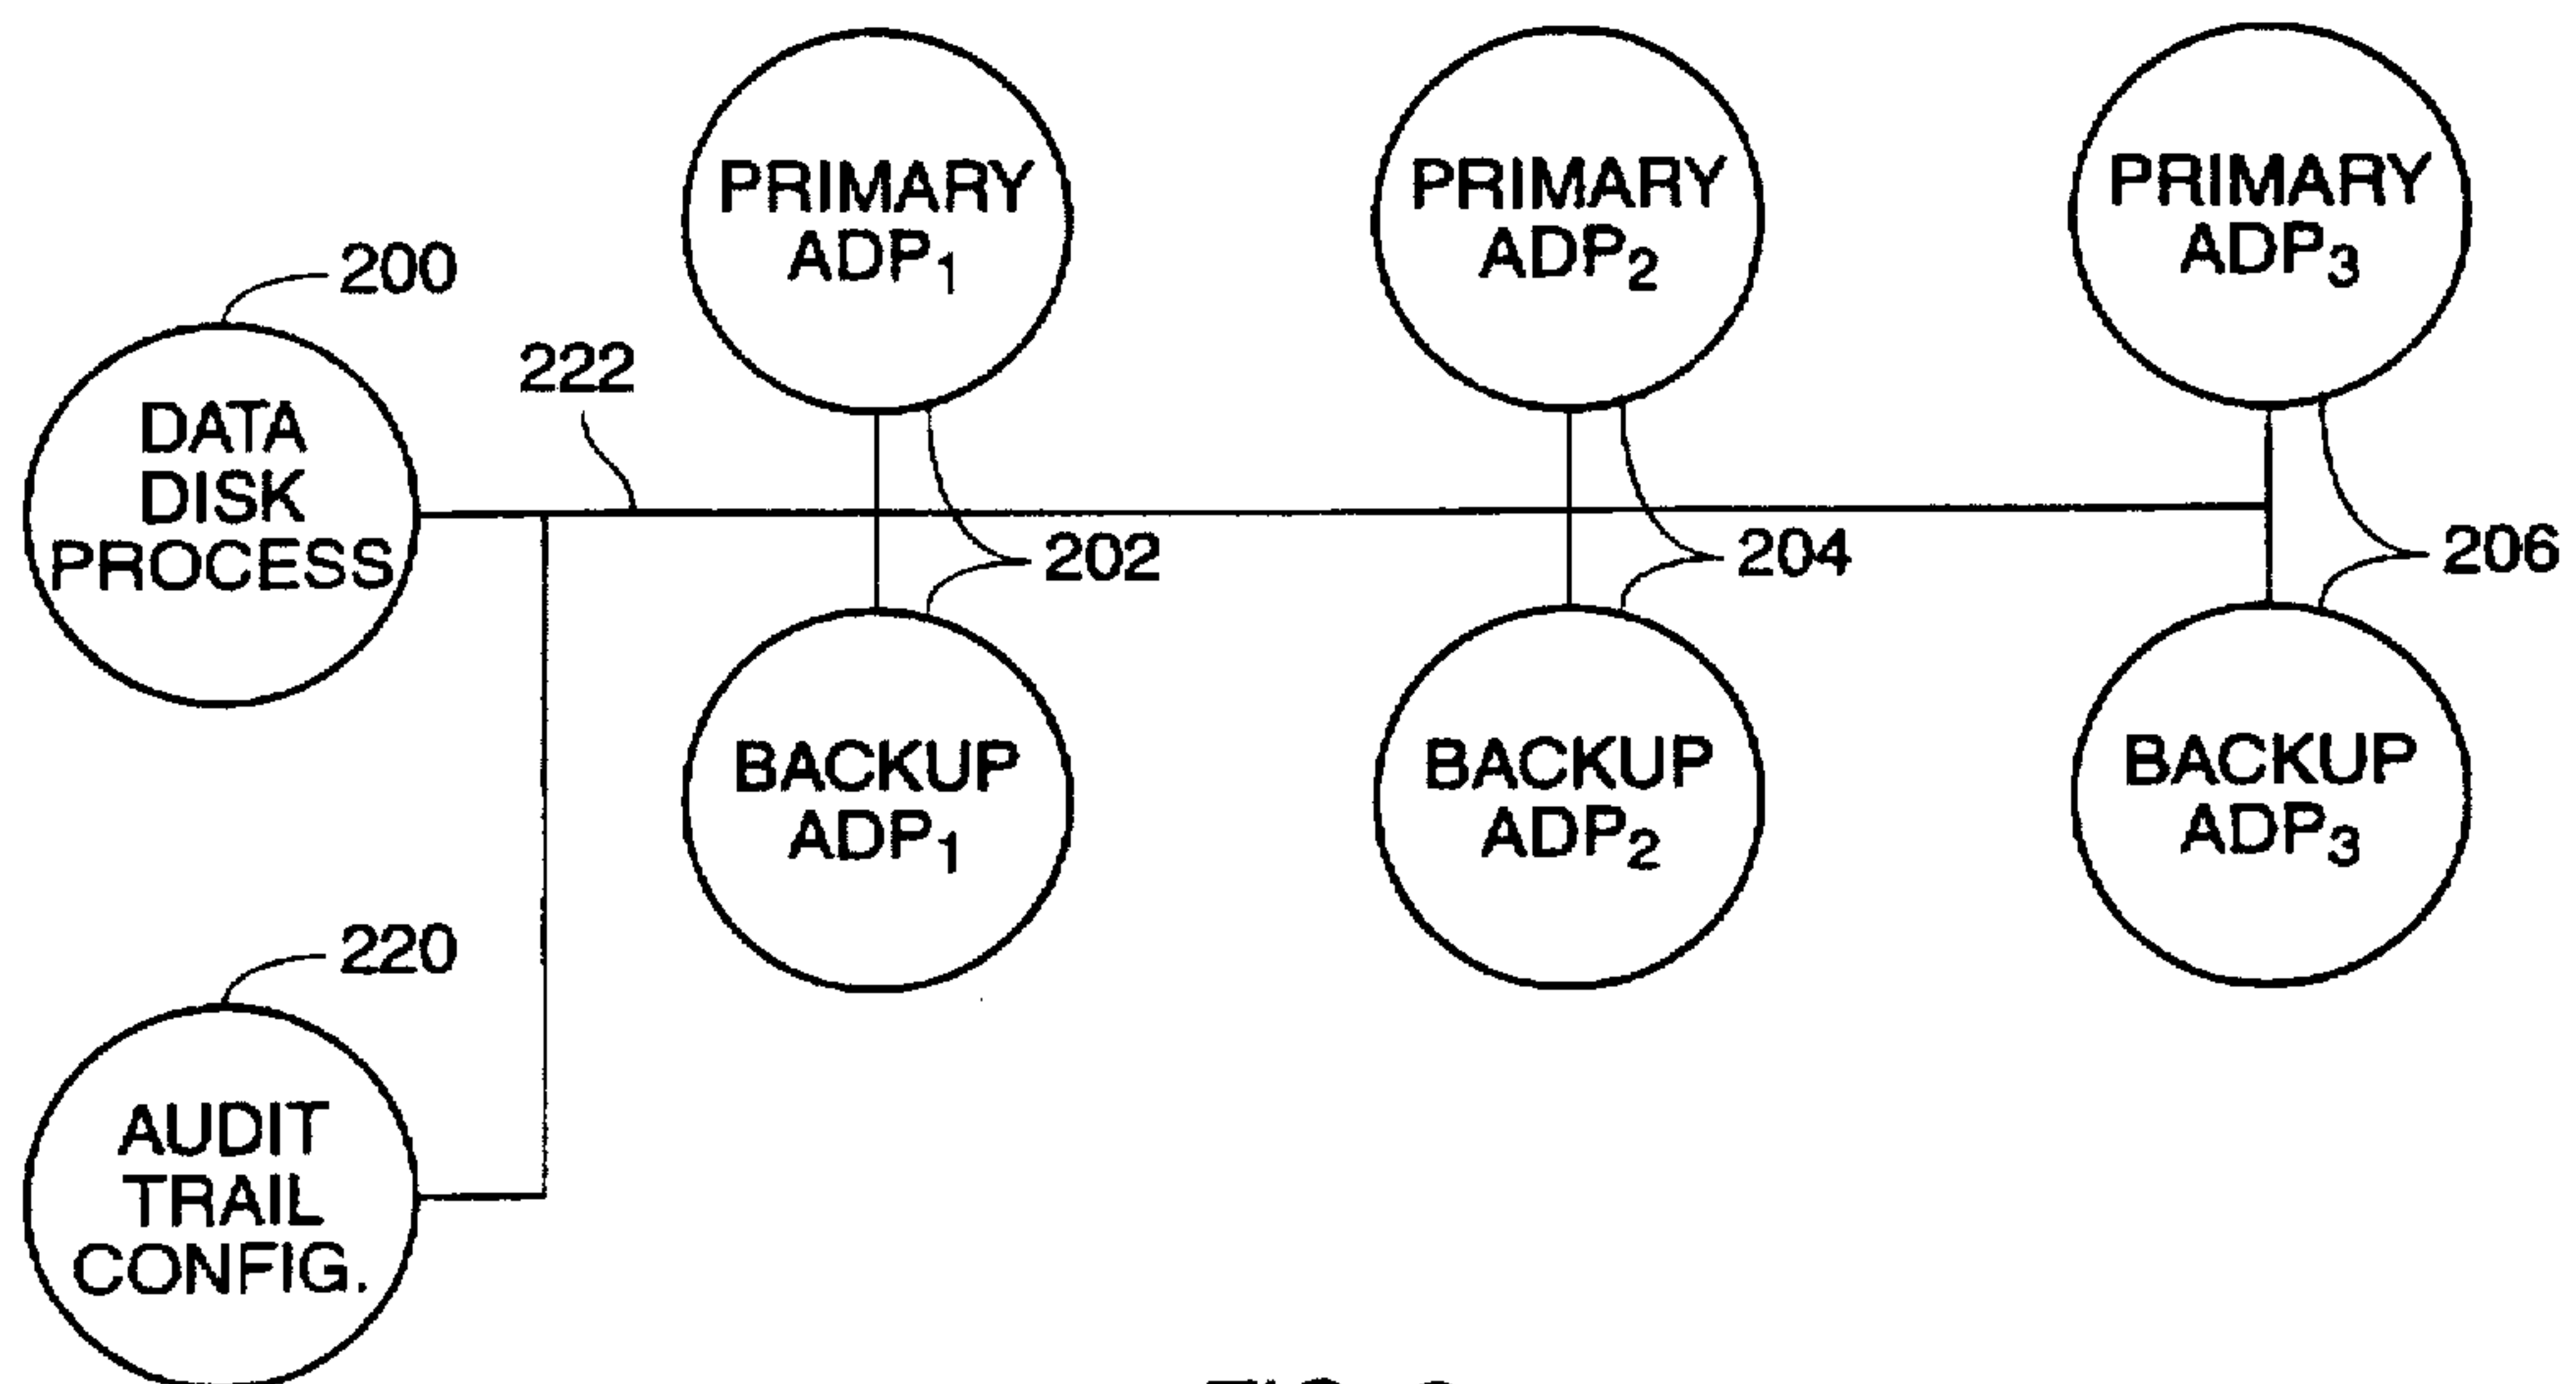 PRIMARY
ADP₁
PRIMARY
ADP₂
PRIMARY
ADP₃
200
222
DATA
DISK
PROCESS
202
204
206
BACKUP
ADP₁
BACKUP
ADP₂
BACKUP
ADP₃
220
AUDIT
TRAIL
CONFIG.